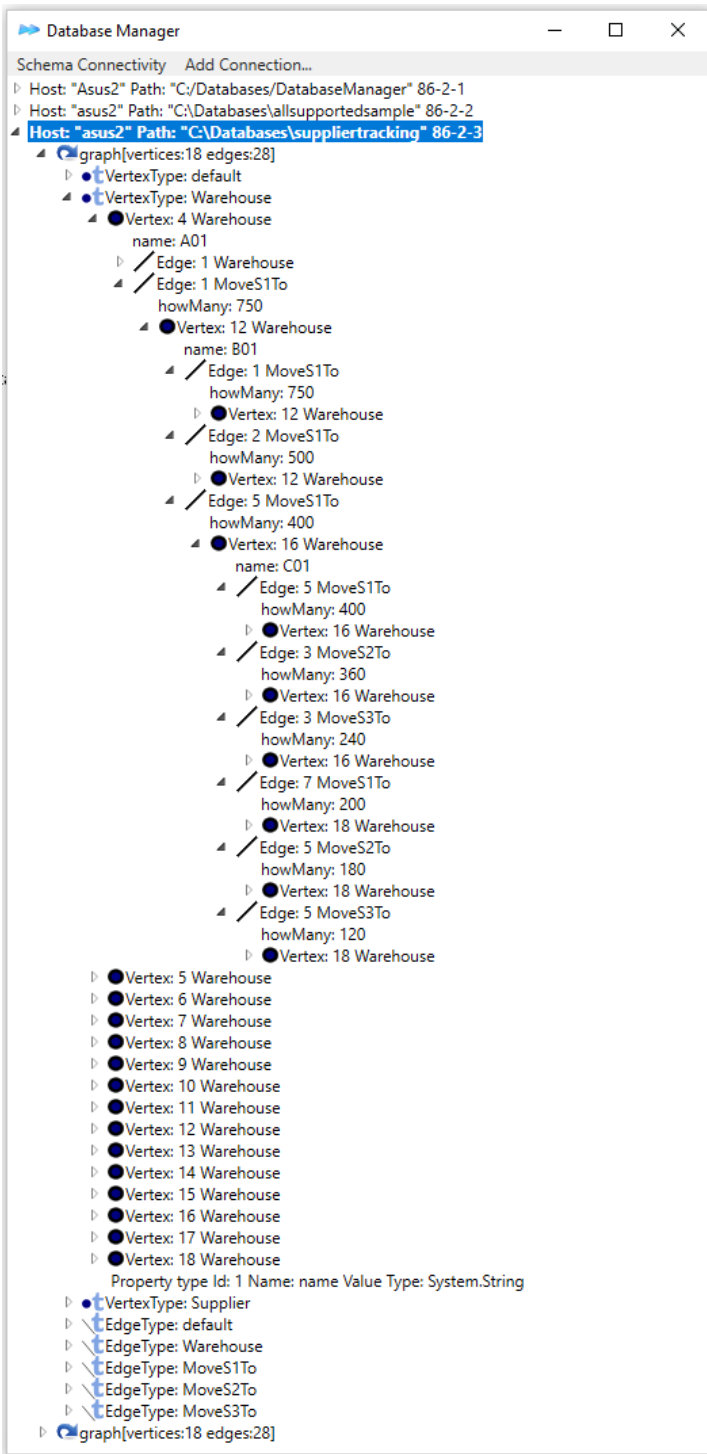 Database Manager
Schema Connectivity Add Connection...
Host: "Asus2" Path: "C:/Databases/DatabaseManager" 86-2-1
Host: "asus2" Path: "C:\Databases\allsupportedsample" 86-2-2
Host: "asus2" Path: "C:\Databases\suppliertracking" 86-2-3
graph[vertices:18 edges:28]
VertexType: default
VertexType: Warehouse
Vertex: 4 Warehouse
name: A01
Edge: 1 Warehouse
Edge: 1 MoveS1To
howMany: 750
Vertex: 12 Warehouse
name: B01
Edge: 1 MoveS1To
howMany: 750
Vertex: 12 Warehouse
Edge: 2 MoveS1To
howMany: 500
Vertex: 12 Warehouse
Edge: 5 MoveS1To
howMany: 400
Vertex: 16 Warehouse
name: C01
Edge: 5 MoveS1To
howMany: 400
Vertex: 16 Warehouse
Edge: 3 MoveS2To
howMany: 360
Vertex: 16 Warehouse
Edge: 3 MoveS3To
howMany: 240
Vertex: 16 Warehouse
Edge: 7 MoveS1To
howMany: 200
Vertex: 18 Warehouse
Edge: 5 MoveS2To
howMany: 180
Vertex: 18 Warehouse
Edge: 5 MoveS3To
howMany: 120
Vertex: 18 Warehouse
Vertex: 5 Warehouse
Vertex: 6 Warehouse
Vertex: 7 Warehouse
Vertex: 8 Warehouse
Vertex: 9 Warehouse
Vertex: 10 Warehouse
Vertex: 11 Warehouse
Vertex: 12 Warehouse
Vertex: 13 Warehouse
Vertex: 14 Warehouse
Vertex: 15 Warehouse
Vertex: 16 Warehouse
Vertex: 17 Warehouse
Vertex: 18 Warehouse
Property type Id: 1 Name: name Value Type: System.String
VertexType: Supplier
EdgeType: default
EdgeType: Warehouse
EdgeType: MoveS1To
EdgeType: MoveS2To
EdgeType: MoveS3To
graph[vertices:18 edges:28]